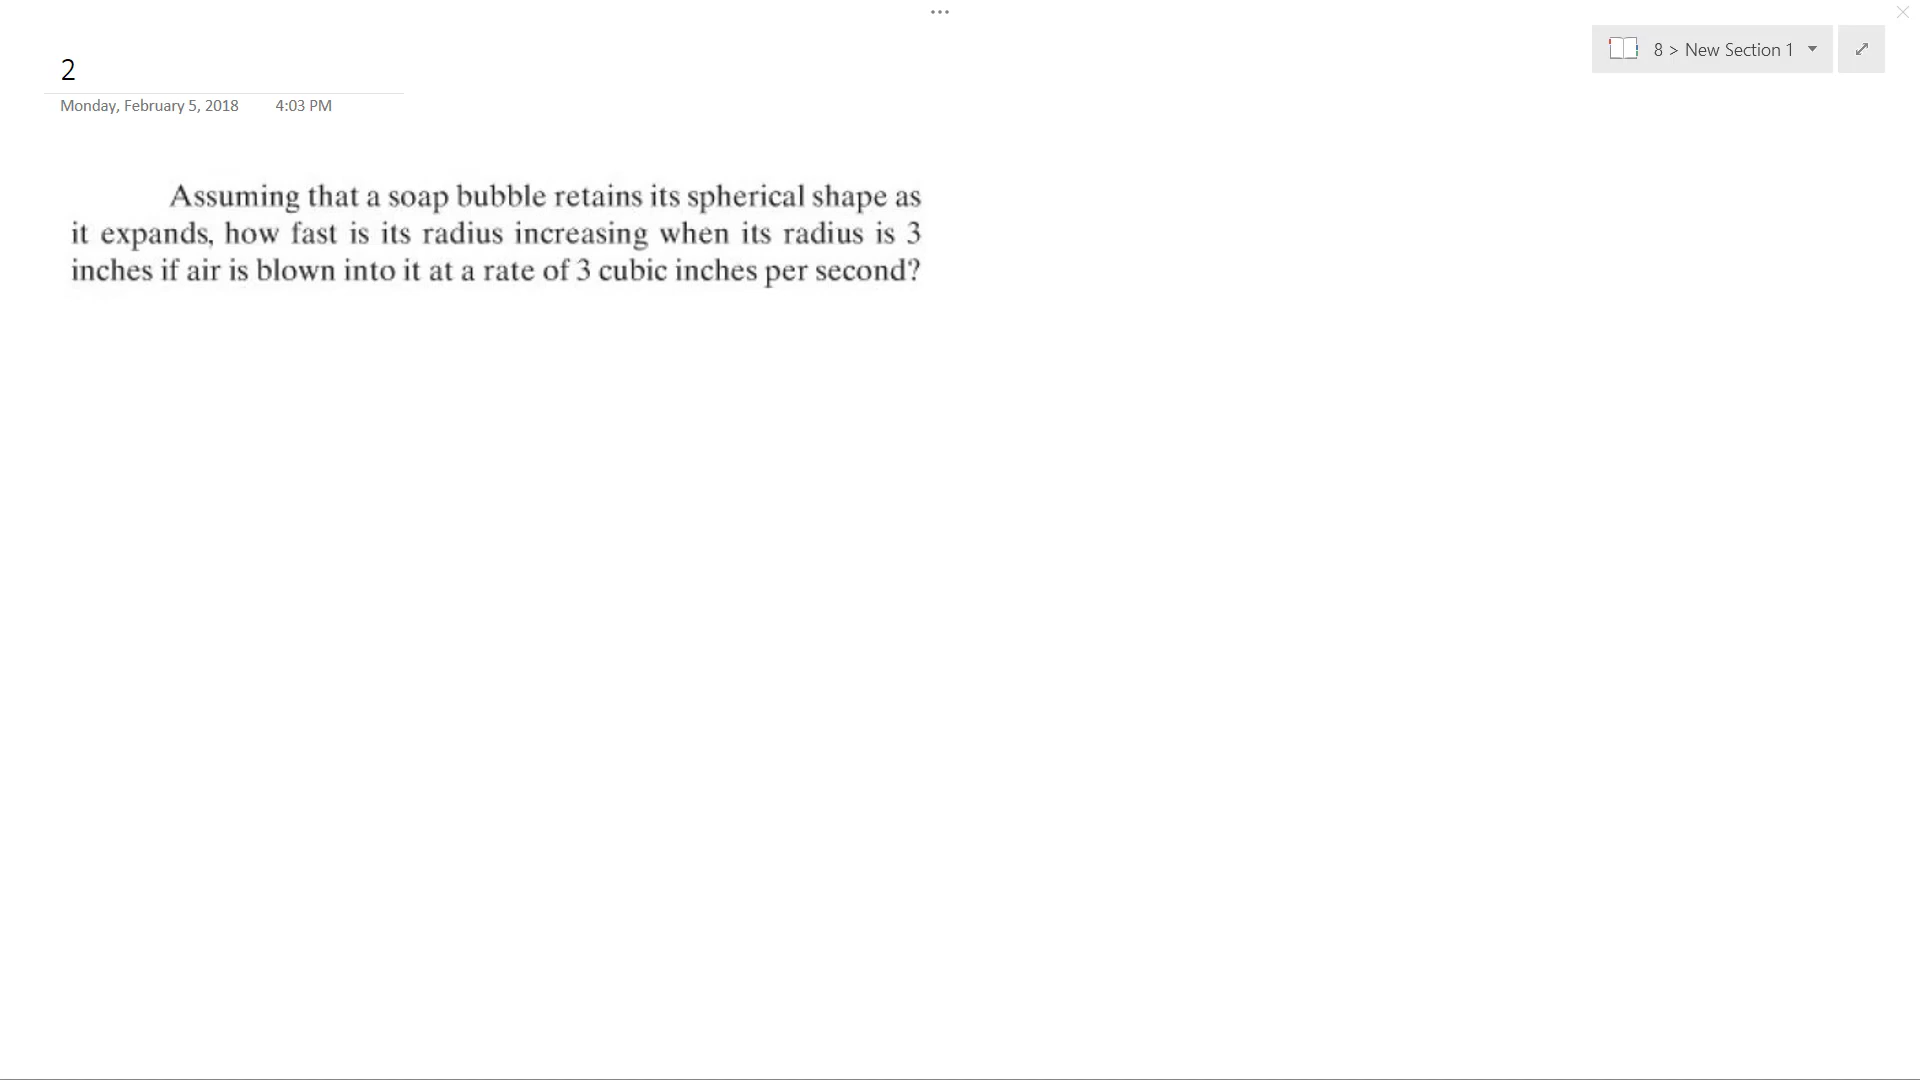 ...
8 > New Section 1
2
Monday, February 5, 2018 4:03 PM
Assuming that a soap bubble retains its spherical shape as
it expands, how fast is its radius increasing when its radius is 3
inches if air is blown into it at a rate of 3 cubic inches per second?